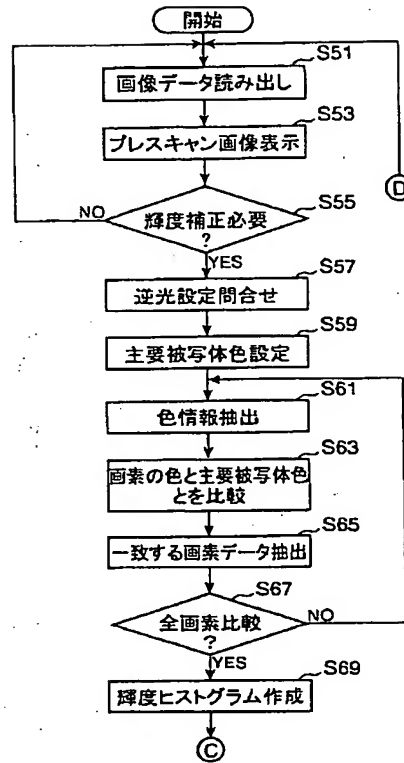 開始
S51
画像データ読み出し
S53
プレスキャン画像表示
D
S55
NO
輝度補正必要
?
YES
S57
逆光設定問合せ
S59
主要被写体色設定
S61
色情報抽出
S63
画素の色と主要被写体色
とを比較
S65
一致する画素データ抽出
S67
全画素比較
?
NO
YES
S69
輝度ヒストグラム作成
C